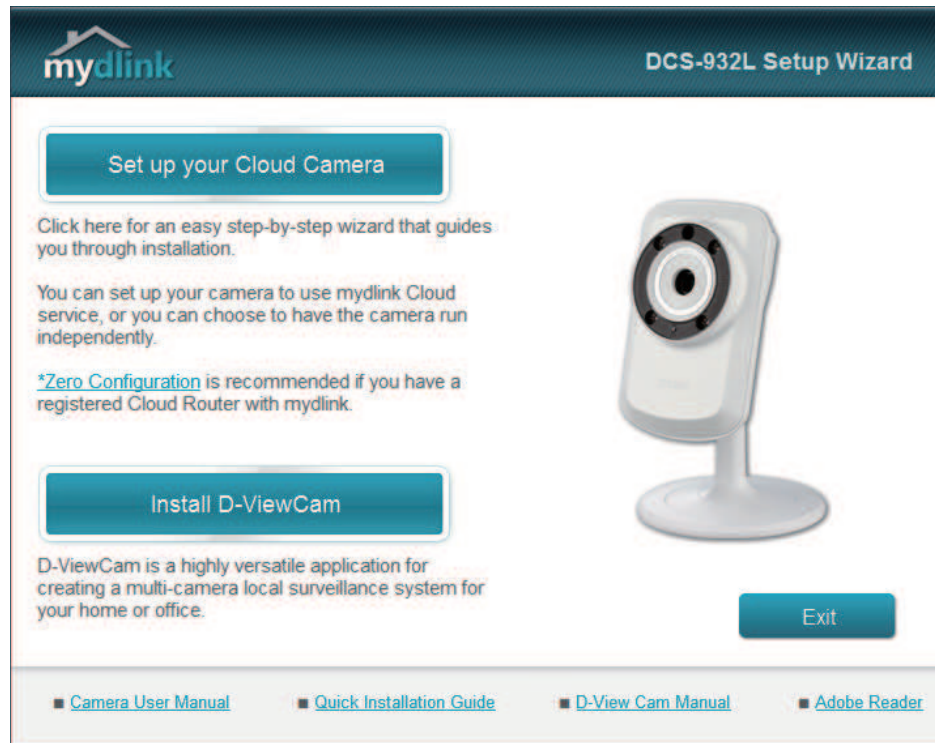 mydlink
DCS-932L Setup Wizard
Set up your Cloud Camera
Click here for an easy step-by-step wizard that guides
you through installation.
You can set up your camera to use mydlink Cloud
service, or you can choose to have the camera run
independently.
*Zero Configuration is recommended if you have a
registered Cloud Router with mydlink.
Install D-ViewCam
D-ViewCam is a highly versatile application for
creating a multi-camera local surveillance system for
your home or office.
Exit
Camera User Manual
Quick Installation Guide
D-View Cam Manual
Adobe Reader